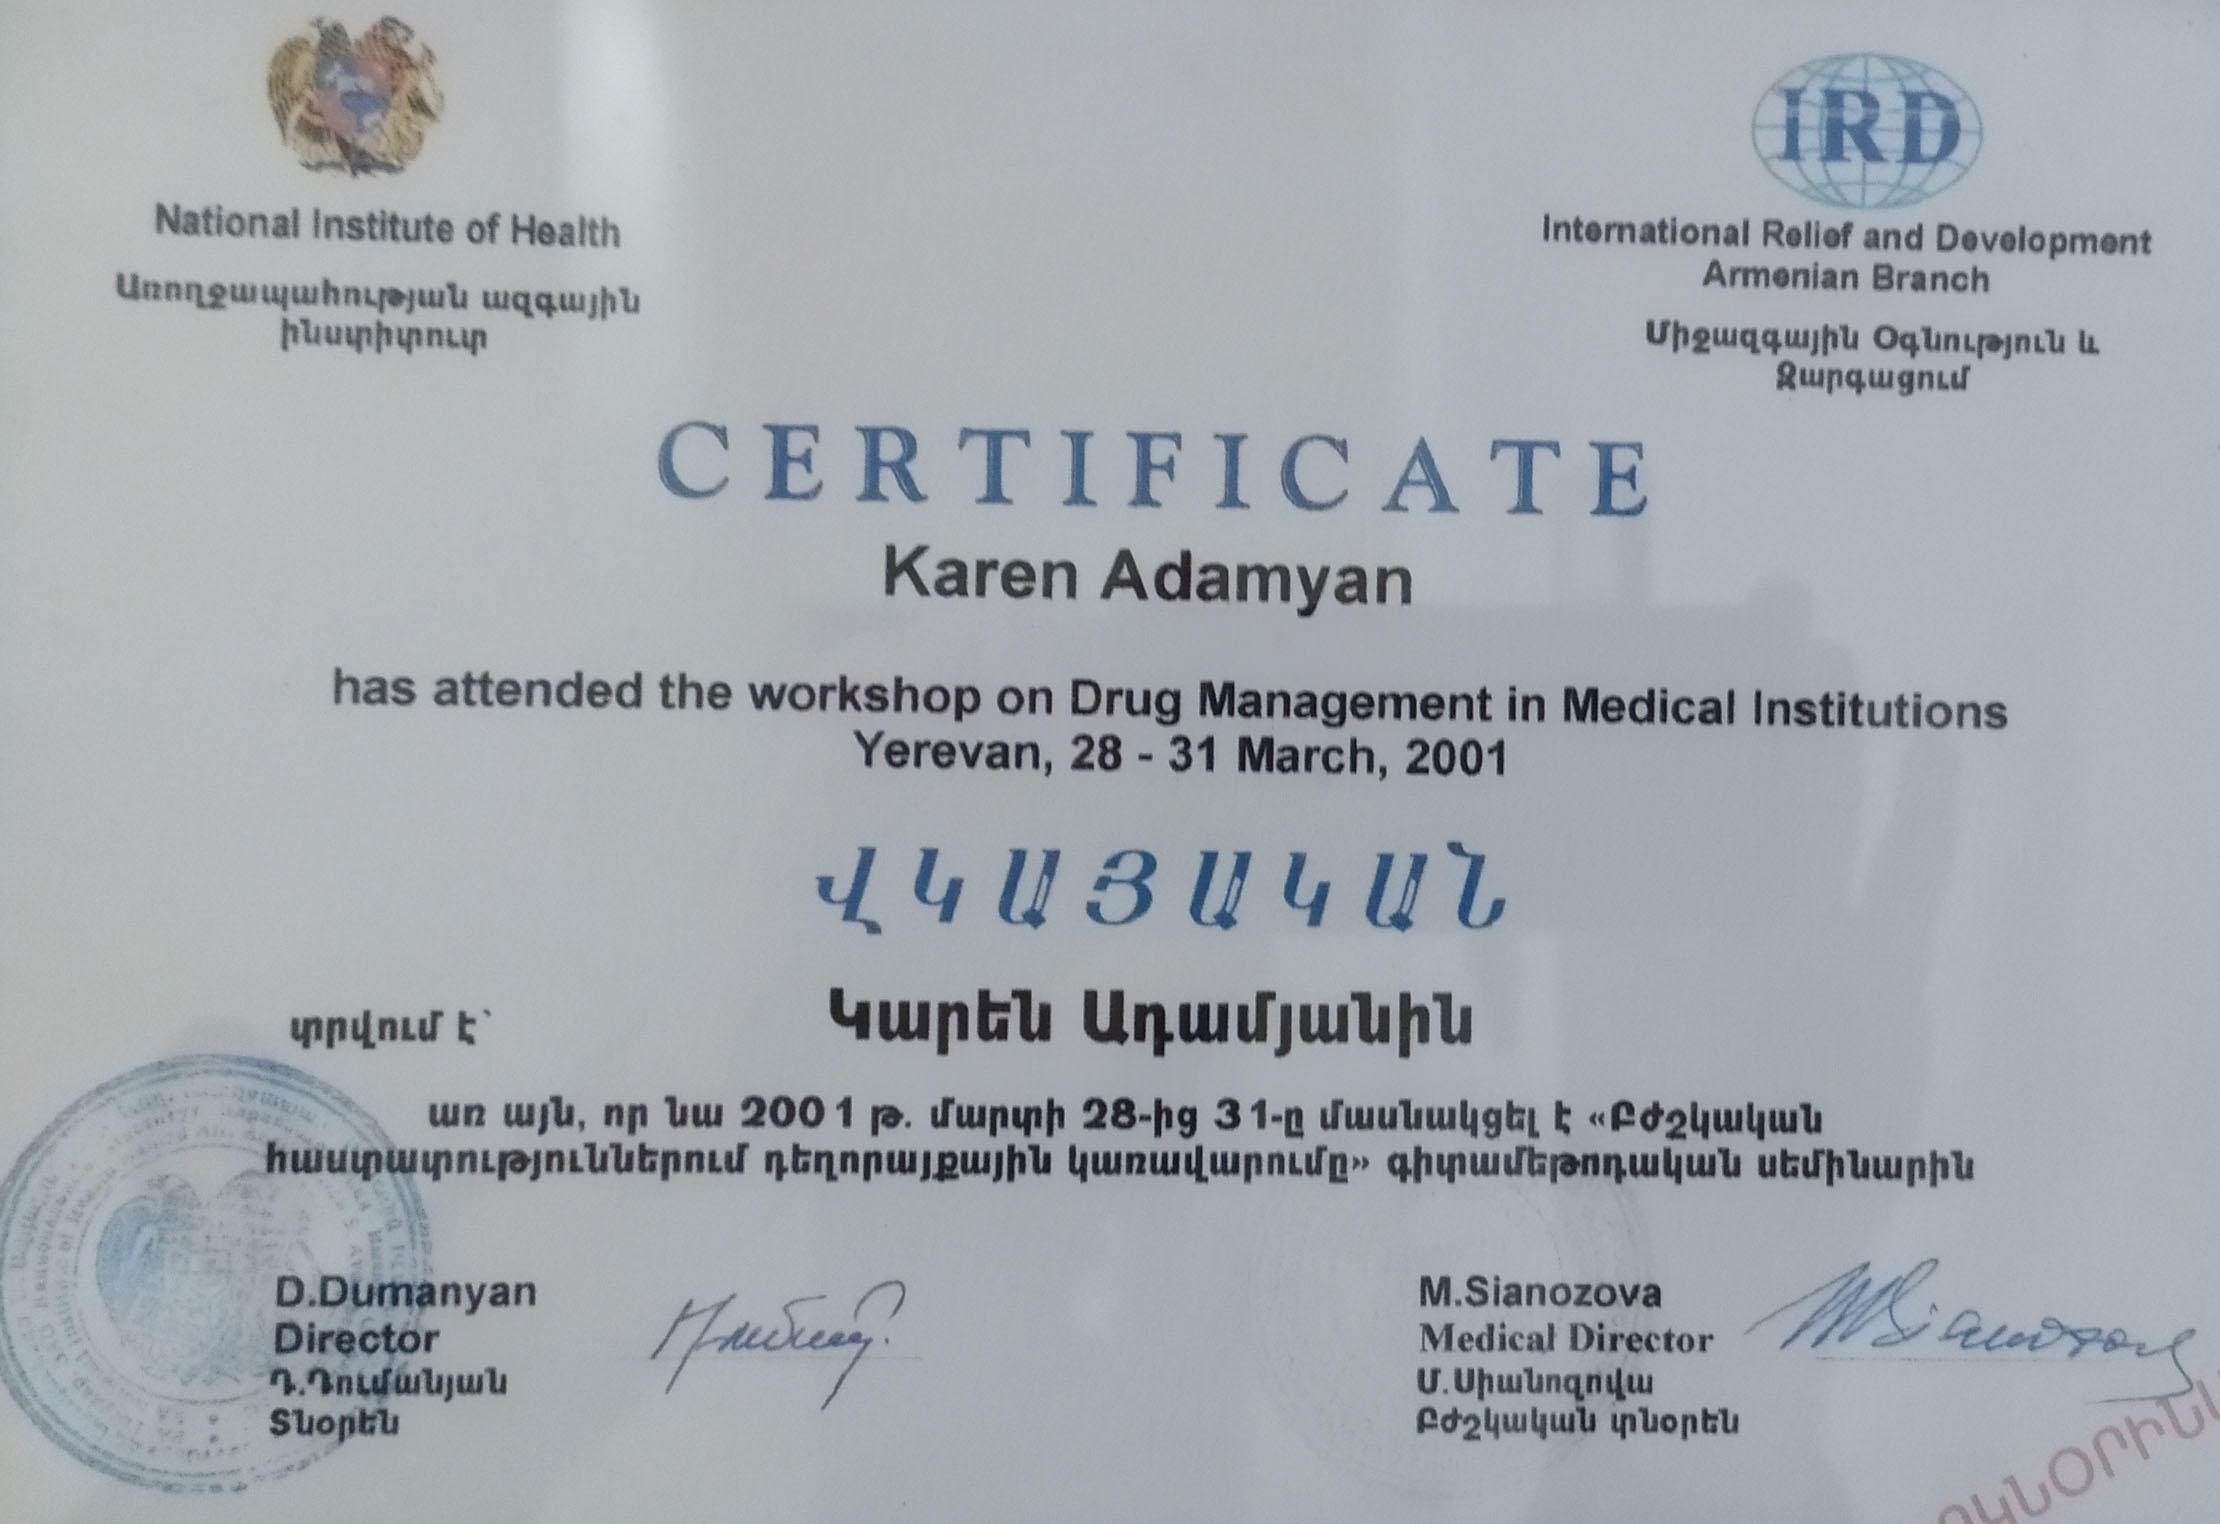 IRD
National Institute of Health
Առողջապահության ազգային
ինստիտուտ
International Relief and Development
Armenian Branch
Միջազգային Օգնություն և
Զարգացում
CERTIFICATE
Karen Adamyan
has attended the workshop on Drug Management in Medical Institutions
Yerevan, 28 - 31 March, 2001
ՎԿԱՅԱԿԱՆ
տրվում է՝ Կարեն Ադամյանին
առ այն, որ նա 2001 թ. մարտի 28-ից 31-ը մասնակցել է «Բժշկական
հաստատություններում դեղորայքային կառավարումը» գիտամեթոդական սեմինարին
D.Dumanyan
Director
Դ.Դումանյան
Տնօրեն
M.Sianozova
Medical Director
Մ.Սիանոզովա
Բժշկական տնօրեն